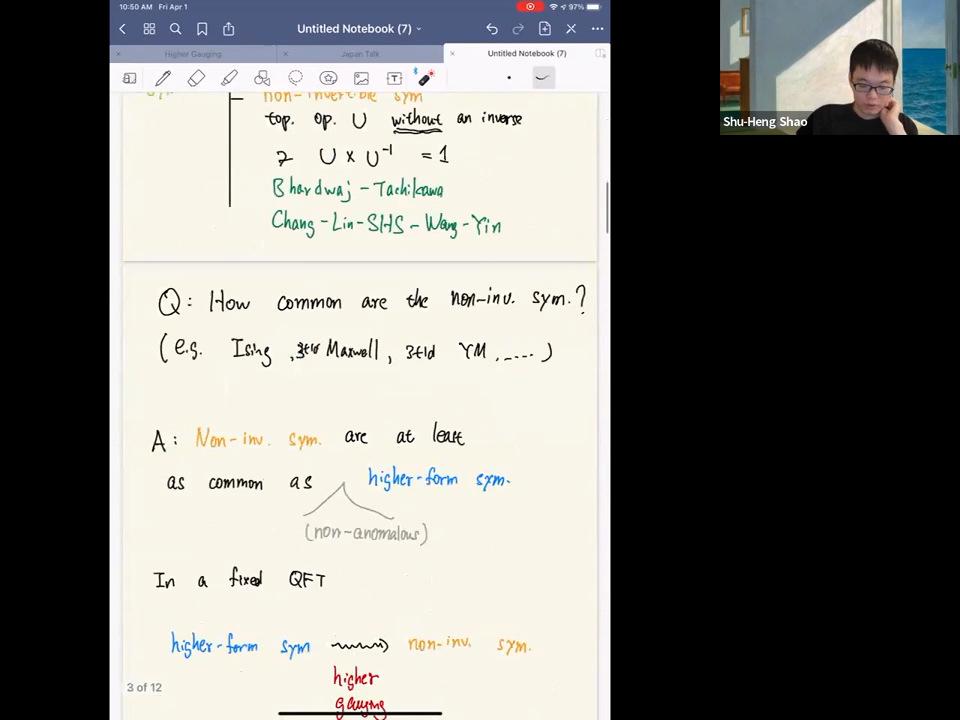 10:50 AM Fri Apr 1
97%
Untitled Notebook (7)
Higher Gauging
Japan Talk
Untitled Notebook (7)
non-invertible sym
top. op. U without an inverse
∄ U × U⁻¹ = 1
Bhardwaj - Tachikawa
Chang - Lin - SHS - Wang - Yin
Q: How common are the non-inv. sym.?
(e.g. Ising, 3+1d Maxwell, 3+1d YM, .....)
A: Non-inv. sym. are at least
as common as higher-form sym.
(non-anomalous)
In a fixed QFT
higher-form sym ⇝ non-inv. sym.
higher
gauging
3 of 12
Shu-Heng Shao